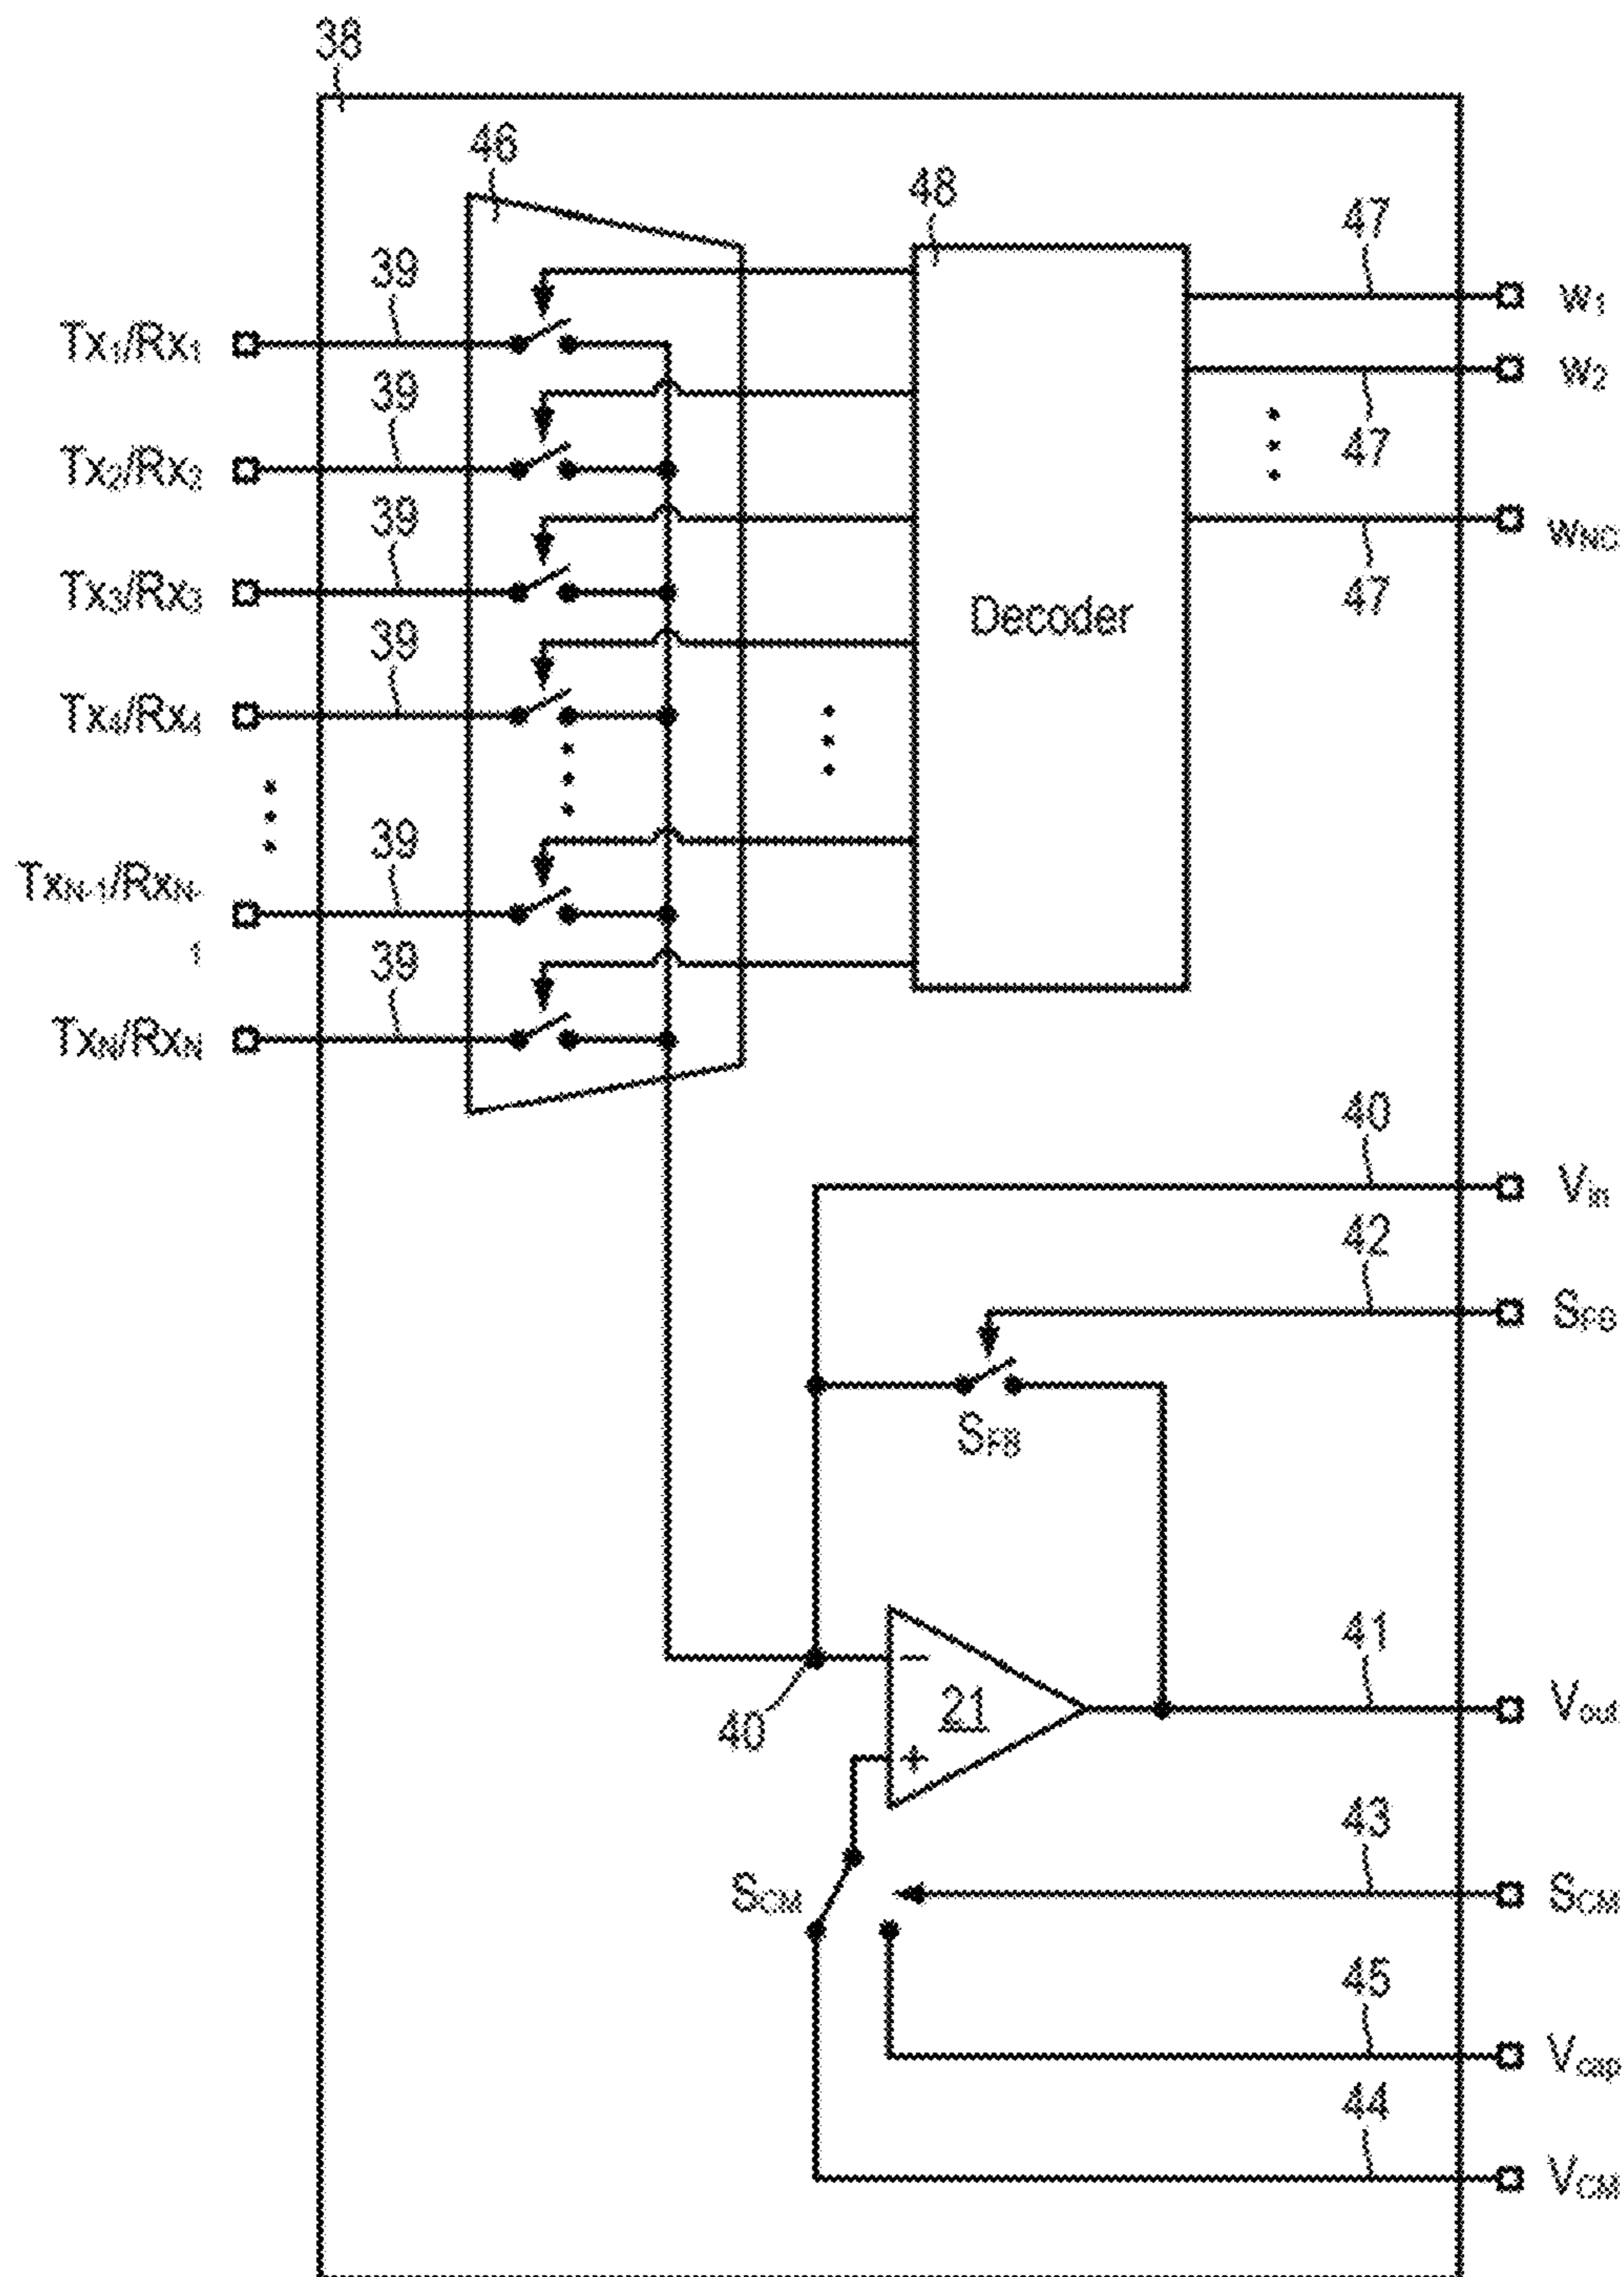 38
46
48
47
39
w1
Tx1/Rx1
w2
39
47
Tx2/Rx2
39
wNC
Tx3/Rx3
47
Decoder
39
Tx4/Rx4
39
TxN-1/RxN-
1
39
TxN/RxN
40
Vin
42
SFB
SFB
41
Vout
21
40
43
SCM
SCM
45
Vcap
44
VCM